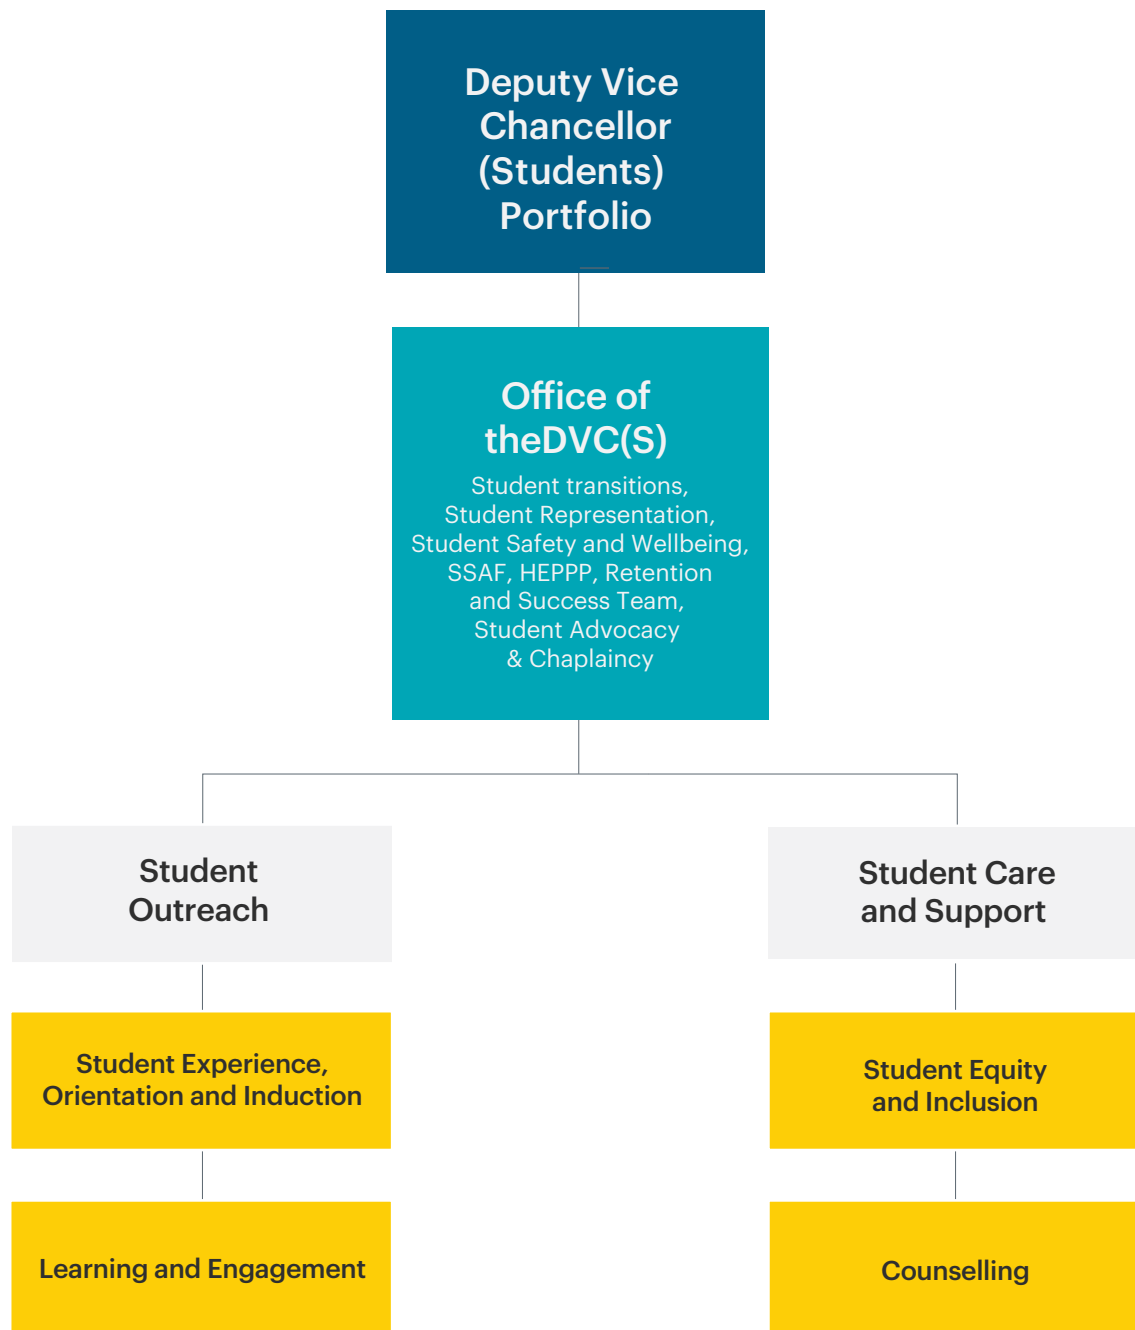 Deputy Vice
Chancellor
(Students)
Portfolio
Office of
theDVC(S)
Student transitions,
Student Representation,
Student Safety and Wellbeing,
SSAF, HEPPP, Retention
and Success Team,
Student Advocacy
& Chaplaincy
Student
Outreach
Student Care
and Support
Student Experience,
Orientation and Induction
Student Equity
and Inclusion
Learning and Engagement
Counselling